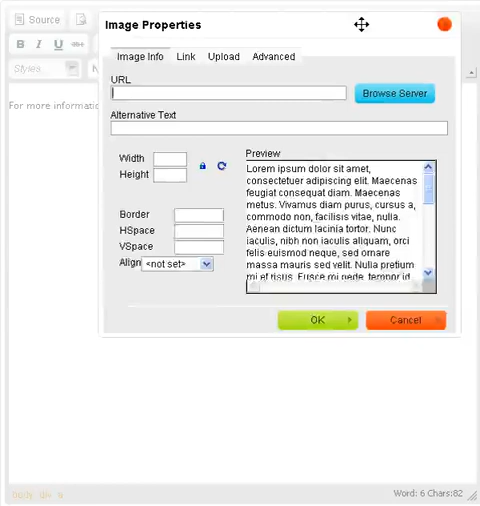 Source
Image Properties
B I U abc
Styles
Image Info Link Upload Advanced
URL
Browse Server
For more informatio
Alternative Text
Width
Height
Preview
Lorem ipsum dolor sit amet,
consectetuer adipiscing elit. Maecenas
feugiat consequat diam. Maecenas
metus. Vivamus diam purus, cursus a,
commodo non, facilisis vitae, nulla.
Aenean dictum lacinia tortor. Nunc
iaculis, nibh non iaculis aliquam, orci
felis euismod neque, sed ornare
massa mauris sed velit. Nulla pretium
mi et risus. Fusce mi pede, tempor id
Border
HSpace
VSpace
Align <not set>
OK Cancel
body div
Words: 6 Chars:82